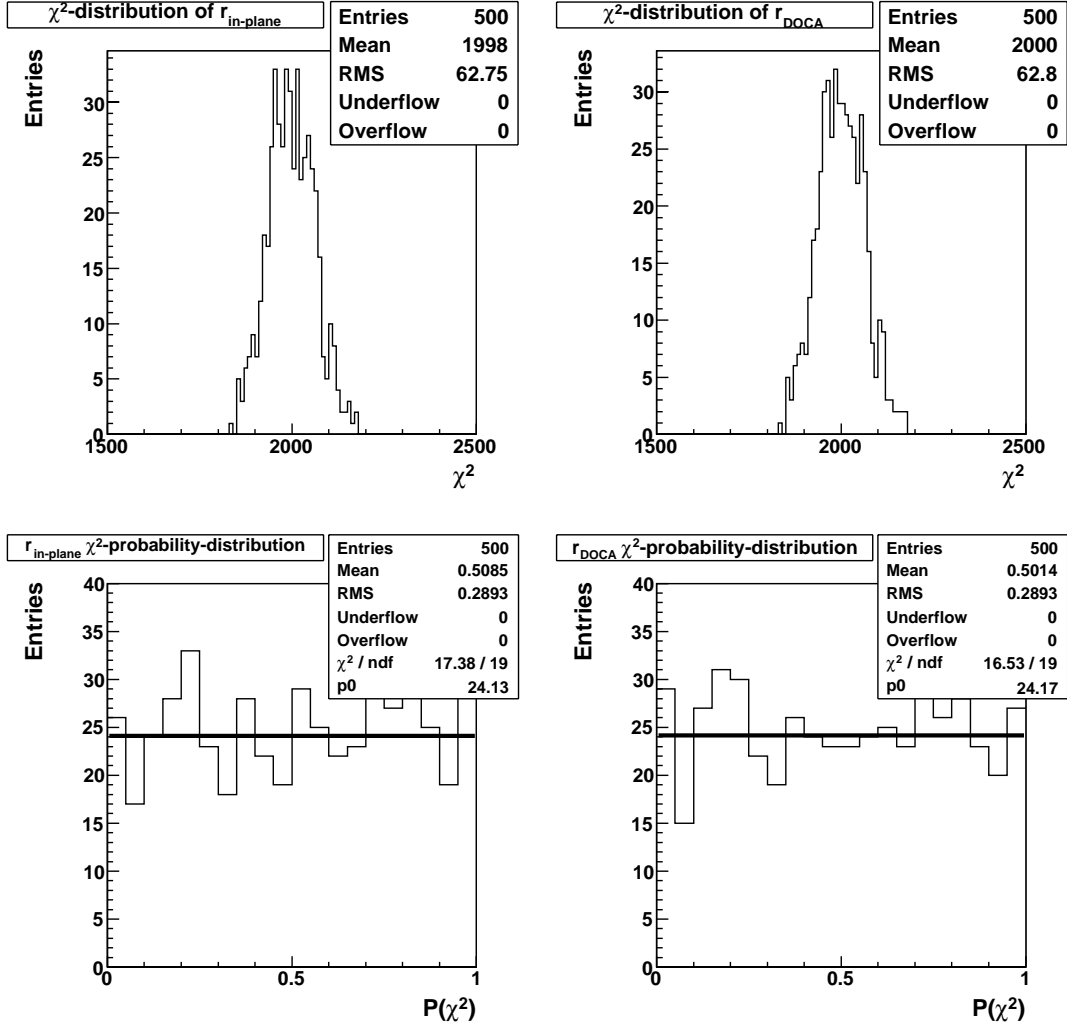 χ²-distribution of r_in-plane
Entries 500
Mean 1998
RMS 62.75
Underflow 0
Overflow 0
Entries
30
25
20
15
10
5
0
1500 2000 2500
χ²
χ²-distribution of r_DOCA
Entries 500
Mean 2000
RMS 62.8
Underflow 0
Overflow 0
Entries
30
25
20
15
10
5
0
1500 2000 2500
χ²
r_in-plane χ²-probability-distribution
Entries 500
Mean 0.5085
RMS 0.2893
Underflow 0
Overflow 0
χ² / ndf 17.38 / 19
p0 24.13
Entries
40
35
30
25
20
15
10
5
0
0 0.5 1
P(χ²)
r_DOCA χ²-probability-distribution
Entries 500
Mean 0.5014
RMS 0.2893
Underflow 0
Overflow 0
χ² / ndf 16.53 / 19
p0 24.17
Entries
40
35
30
25
20
15
10
5
0
0 0.5 1
P(χ²)